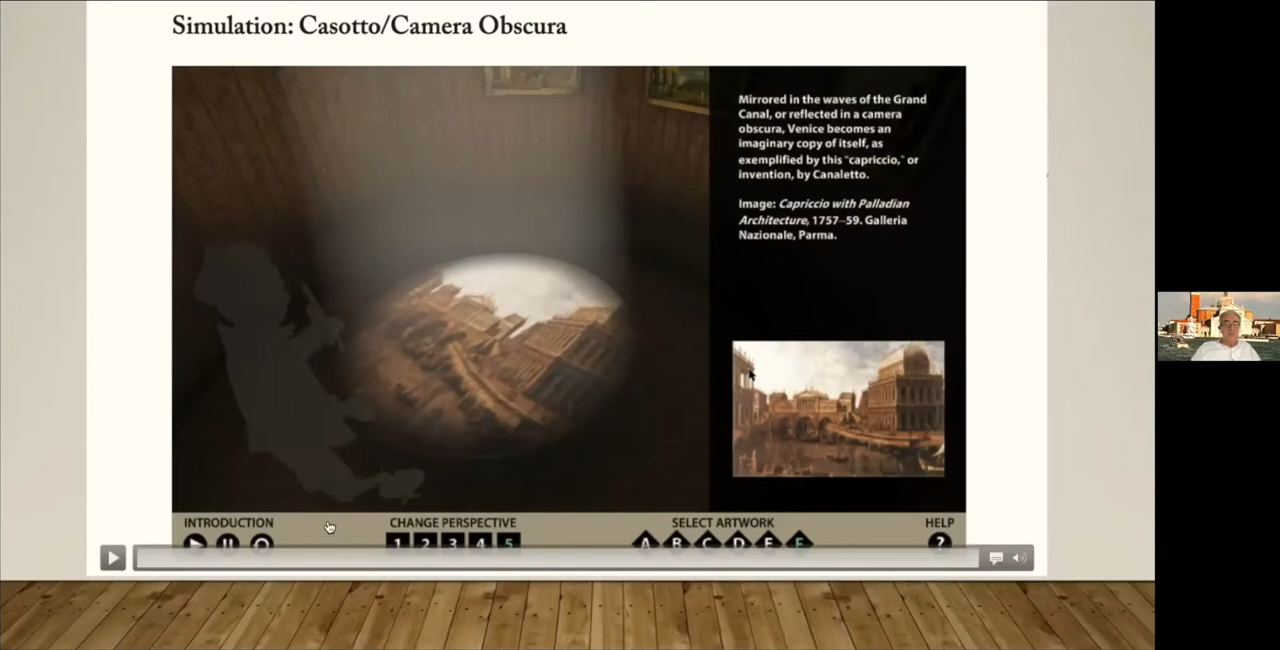 Simulation: Casotto/Camera Obscura
Mirrored in the waves of the Grand
Canal, or reflected in a camera
obscura, Venice becomes an
imaginary copy of itself, as
exemplified by this “capriccio,” or
invention, by Canaletto.
Image: Capriccio with Palladian
Architecture, 1757–59. Galleria
Nazionale, Parma.
INTRODUCTION
CHANGE PERSPECTIVE
SELECT ARTWORK
HELP
1 2 3 4 5
A B C D E F
?